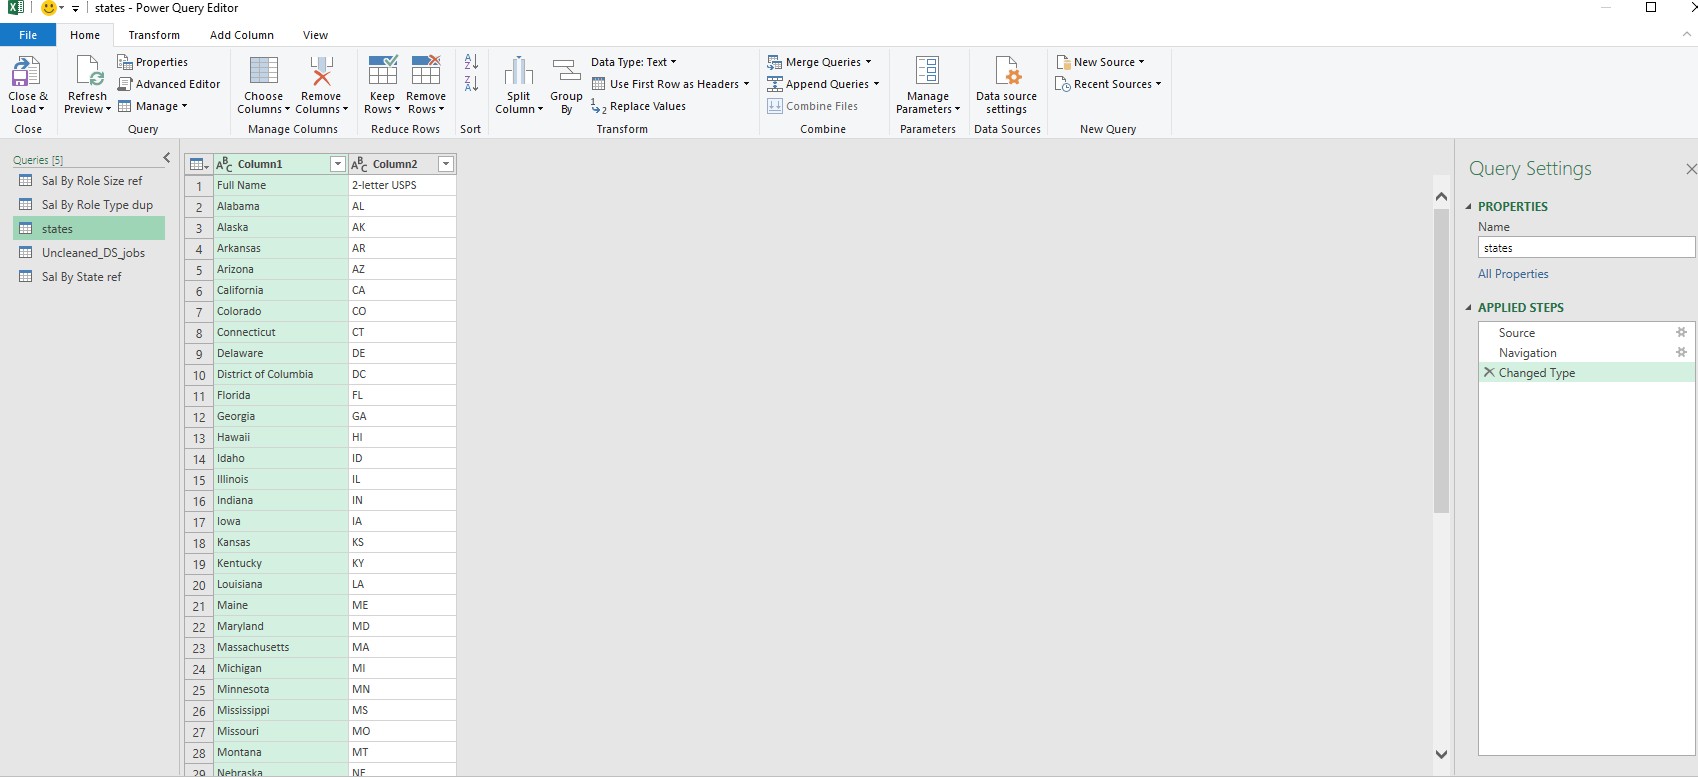 states - Power Query Editor
File Home Transform Add Column View
Close & Load
Close
Refresh Preview
Properties
Advanced Editor
Manage
Query
Choose Columns
Remove Columns
Manage Columns
Keep Rows
Remove Rows
Reduce Rows
Sort
Split Column
Group By
Data Type: Text
Use First Row as Headers
Replace Values
Transform
Merge Queries
Append Queries
Combine Files
Combine
Manage Parameters
Parameters
Data source settings
Data Sources
New Source
Recent Sources
New Query
Queries [5]
Sal By Role Size ref
Sal By Role Type dup
states
Uncleaned_DS_jobs
Sal By State ref
Column1 Column2
1 Full Name 2-letter USPS
2 Alabama AL
3 Alaska AK
4 Arkansas AR
5 Arizona AZ
6 California CA
7 Colorado CO
8 Connecticut CT
9 Delaware DE
10 District of Columbia DC
11 Florida FL
12 Georgia GA
13 Hawaii HI
14 Idaho ID
15 Illinois IL
16 Indiana IN
17 Iowa IA
18 Kansas KS
19 Kentucky KY
20 Louisiana LA
21 Maine ME
22 Maryland MD
23 Massachusetts MA
24 Michigan MI
25 Minnesota MN
26 Mississippi MS
27 Missouri MO
28 Montana MT
29 Nebraska NE
Query Settings
PROPERTIES
Name
states
All Properties
APPLIED STEPS
Source
Navigation
Changed Type